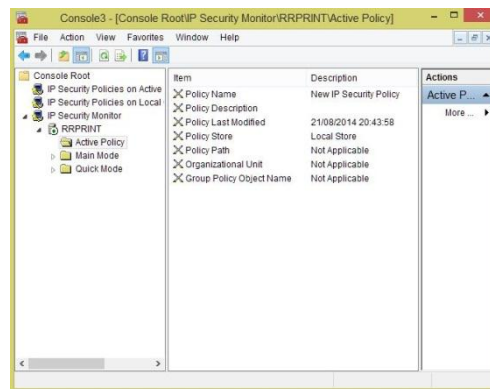 Console3 - [Console Root\IP Security Monitor\RRPRINT\Active Policy]
File Action View Favorites Window Help
Console Root
IP Security Policies on Active
IP Security Policies on Local
IP Security Monitor
RRPRINT
Active Policy
Main Mode
Quick Mode
Item Description
Policy Name New IP Security Policy
Policy Description
Policy Last Modified 21/08/2014 20:43:58
Policy Store Local Store
Policy Path Not Applicable
Organizational Unit Not Applicable
Group Policy Object Name Not Applicable
Actions
Active P...
More ...